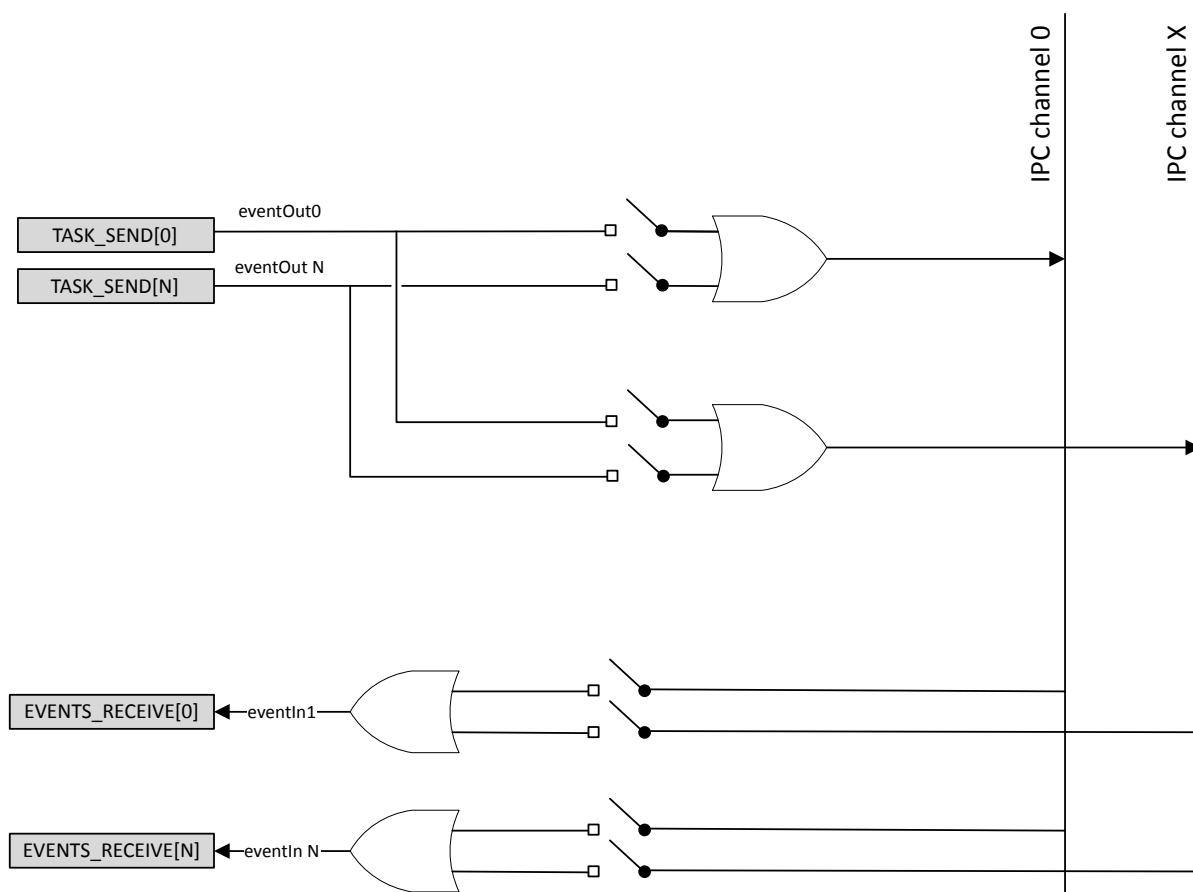 IPC channel 0
IPC channel X
eventOut0
TASK_SEND[0]
eventOut N
TASK_SEND[N]
EVENTS_RECEIVE[0]
eventIn1
EVENTS_RECEIVE[N]
eventIn N